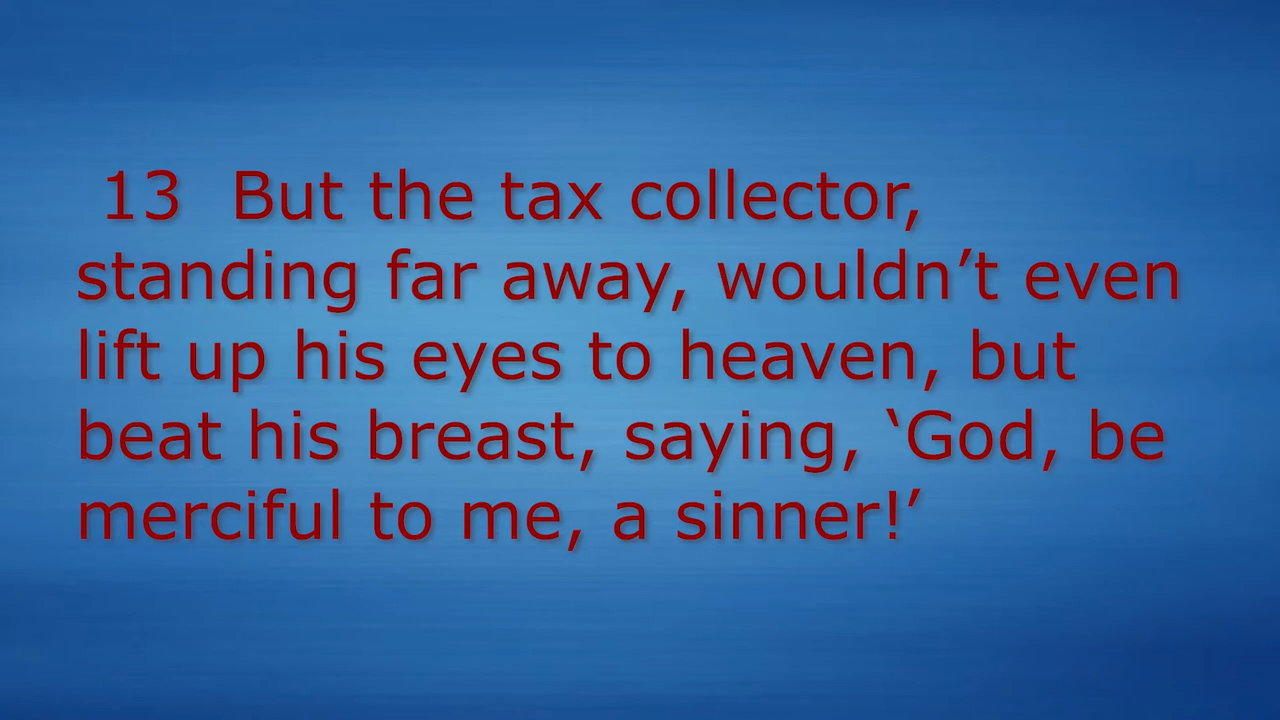 13  But the tax collector,
standing far away, wouldn’t even
lift up his eyes to heaven, but
beat his breast, saying, ‘God, be
merciful to me, a sinner!’